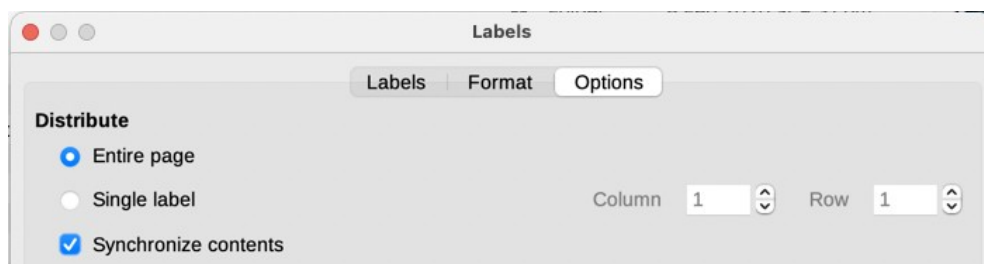 Labels
Labels Format Options
Distribute
Entire page
Single label Column 1 Row 1
Synchronize contents